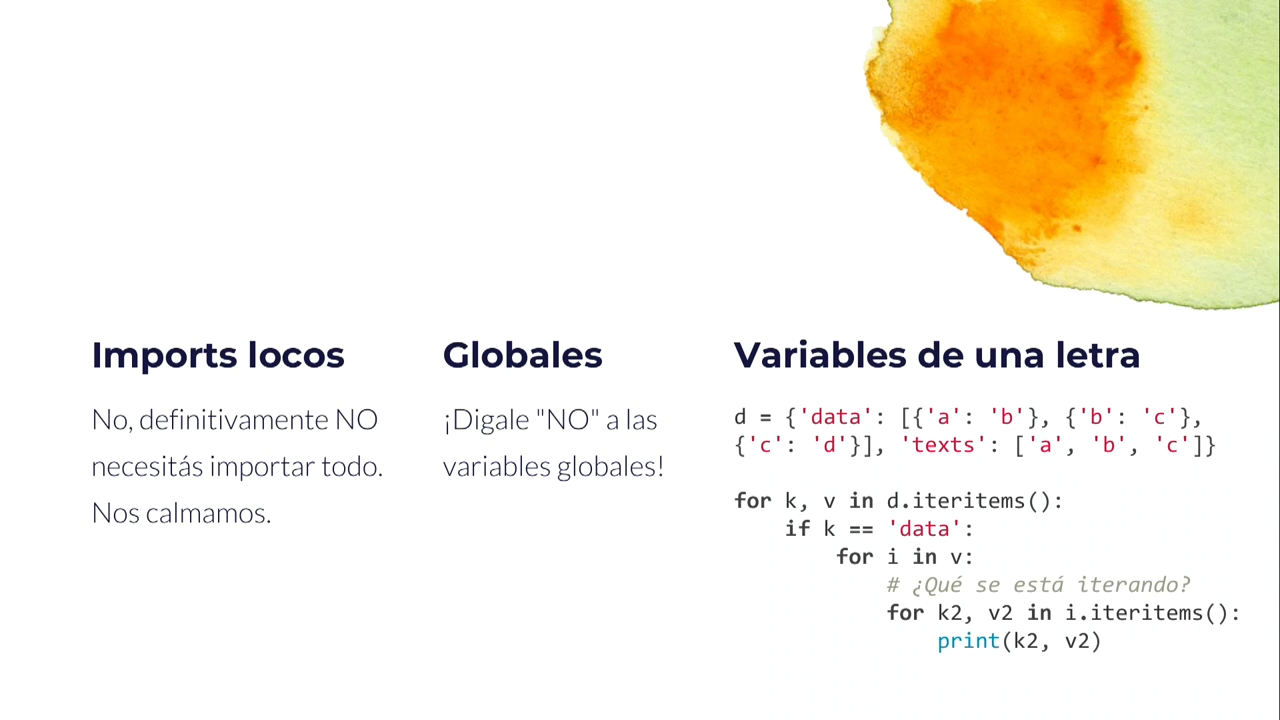 Imports locos
No, definitivamente NO
necesitás importar todo.
Nos calmamos.
Globales
¡Digale "NO" a las
variables globales!
Variables de una letra
d = {'data': [{'a': 'b'}, {'b': 'c'},
{'c': 'd'}], 'texts': ['a', 'b', 'c']}
for k, v in d.iteritems():
    if k == 'data':
        for i in v:
            # ¿Qué se está iterando?
            for k2, v2 in i.iteritems():
                print(k2, v2)